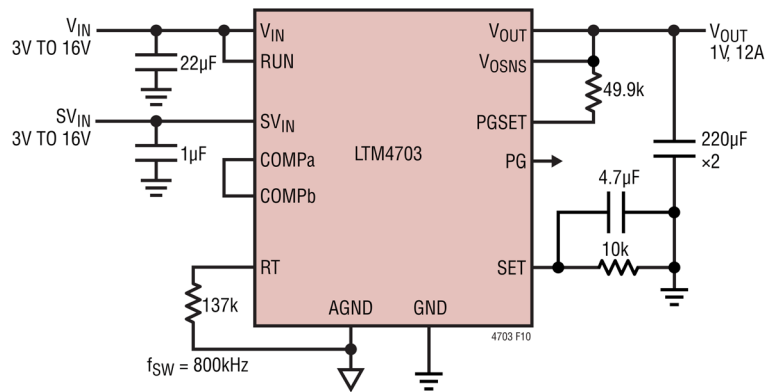 VIN
3V TO 16V
22µF
SVIN
3V TO 16V
1µF
VIN
RUN
SVIN
COMPa
COMPb
RT
137k
fSW = 800kHz
LTM4703
AGND
GND
VOUT
VOSNS
PGSET
PG
SET
49.9k
VOUT
1V, 12A
220µF
×2
4.7µF
10k
4703 F10